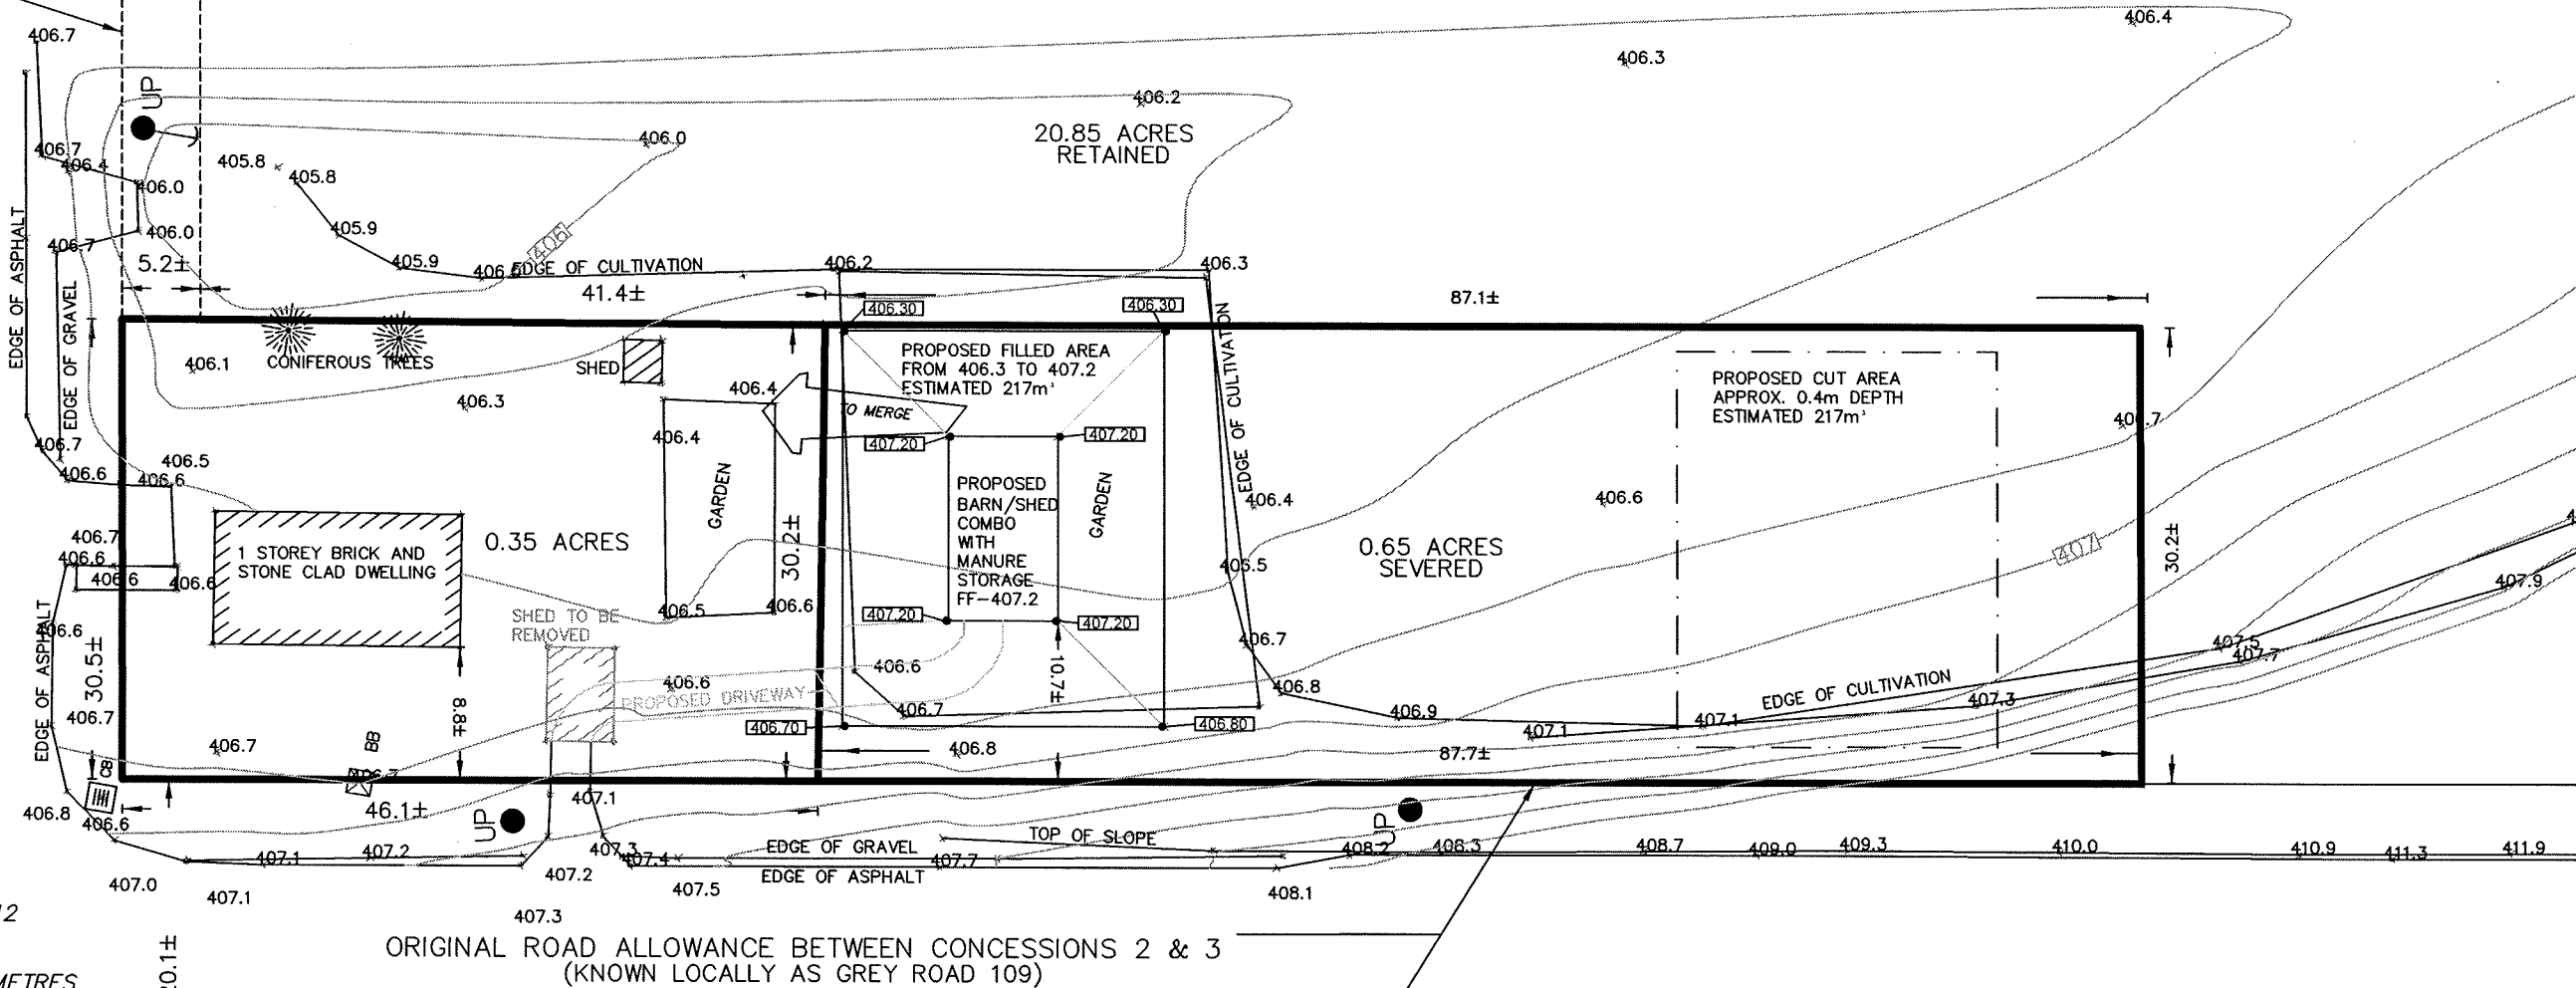 406.4
406.7
406.3
UP
406.2
406.0
20.85 ACRES
RETAINED
406.7
406.4
405.8
405.8
406.0
405.9
406.0
406.7
5.2±
406
405.9
EDGE OF CULTIVATION
406.2
406.3
41.4±
87.1±
406.30
406.30
EDGE OF ASPHALT
EDGE OF GRAVEL
406.1
CONIFEROUS TREES
SHED
406.3
406.4
406.4
GARDEN
30.2±
PROPOSED FILLED AREA
FROM 406.3 TO 407.2
ESTIMATED 217m³
TO MERGE
407.20
407.20
EDGE OF CULTIVATION
PROPOSED CUT AREA
APPROX. 0.4m DEPTH
ESTIMATED 217m³
406.7
406.7
406.6
406.5
406.6
PROPOSED
BARN/SHED
COMBO
WITH
MANURE
STORAGE
FF-407.2
GARDEN
406.4
406.6
406.7
406.6
406.6
406.6
1 STOREY BRICK AND
STONE CLAD DWELLING
0.35 ACRES
0.65 ACRES
SEVERED
407
30.2±
406.5
407.9
406.5
406.6
SHED TO BE
REMOVED
407.20
407.20
EDGE OF ASPHALT
406.6
30.5±
8.8±
406.6
PROPOSED DRIVEWAY
406.6
10.7±
406.7
407.5
407.7
406.8
EDGE OF CULTIVATION
407.3
406.7
406.7
406.70
406.80
406.9
407.1
407.1
406.7
BB
406.8
87.7±
CB
406.8
406.6
46.1±
UP
407.1
UP
407.1
407.2
407.3
407.4
EDGE OF GRAVEL
407.7
TOP OF SLOPE
408.2
408.3
408.7
409.0
409.3
410.0
410.9
411.3
411.9
EDGE OF ASPHALT
407.0
407.1
407.2
407.5
408.1
407.3
12
20.1±
ORIGINAL ROAD ALLOWANCE BETWEEN CONCESSIONS 2 & 3
(KNOWN LOCALLY AS GREY ROAD 109)
METRES